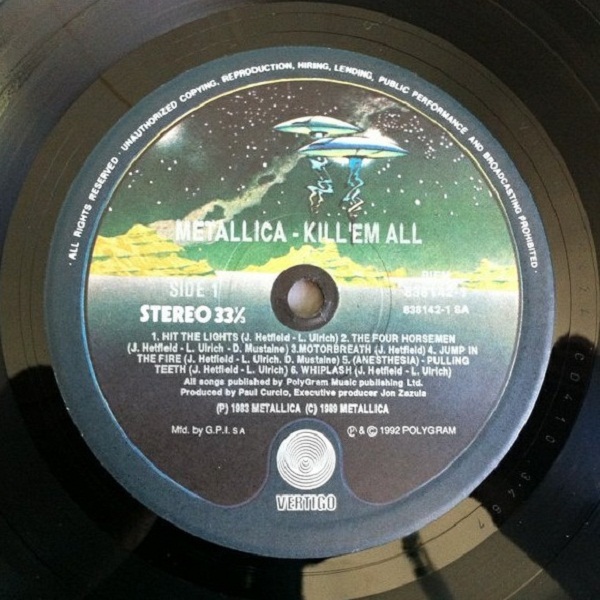 · ALL RIGHTS RESERVED · UNAUTHORIZED COPYING, REPRODUCTION, HIRING, LENDING, PUBLIC PERFORMANCE AND BROADCASTING PROHIBITED ·
METALLICA - KILL'EM ALL
SIDE 1
838142-1
STEREO 33⅓
838142-1 SA
1. HIT THE LIGHTS (J. Hetfield - L. Ulrich) 2. THE FOUR HORSEMEN
(J. Hetfield - L. Ulrich - D. Mustaine) 3.MOTORBREATH (J. Hetfield) 4. JUMP IN
THE FIRE (J. Hetfield - L. Ulrich. D. Mustaine) 5. (ANESTHESIA) - PULLING
TEETH (J. Hetfield - L. Ulrich) 6. WHIPLASH (J. Hetfield - L. Ulrich)
All songs published by PolyGram Music publishing Ltd.
Produced by Paul Curcio, Executive producer Jon Zazula
(P) 1983 METALLICA (C) 1989 METALLICA
Mfd. by G.P.I. SA
℗ & © 1992 POLYGRAM
VERTIGO